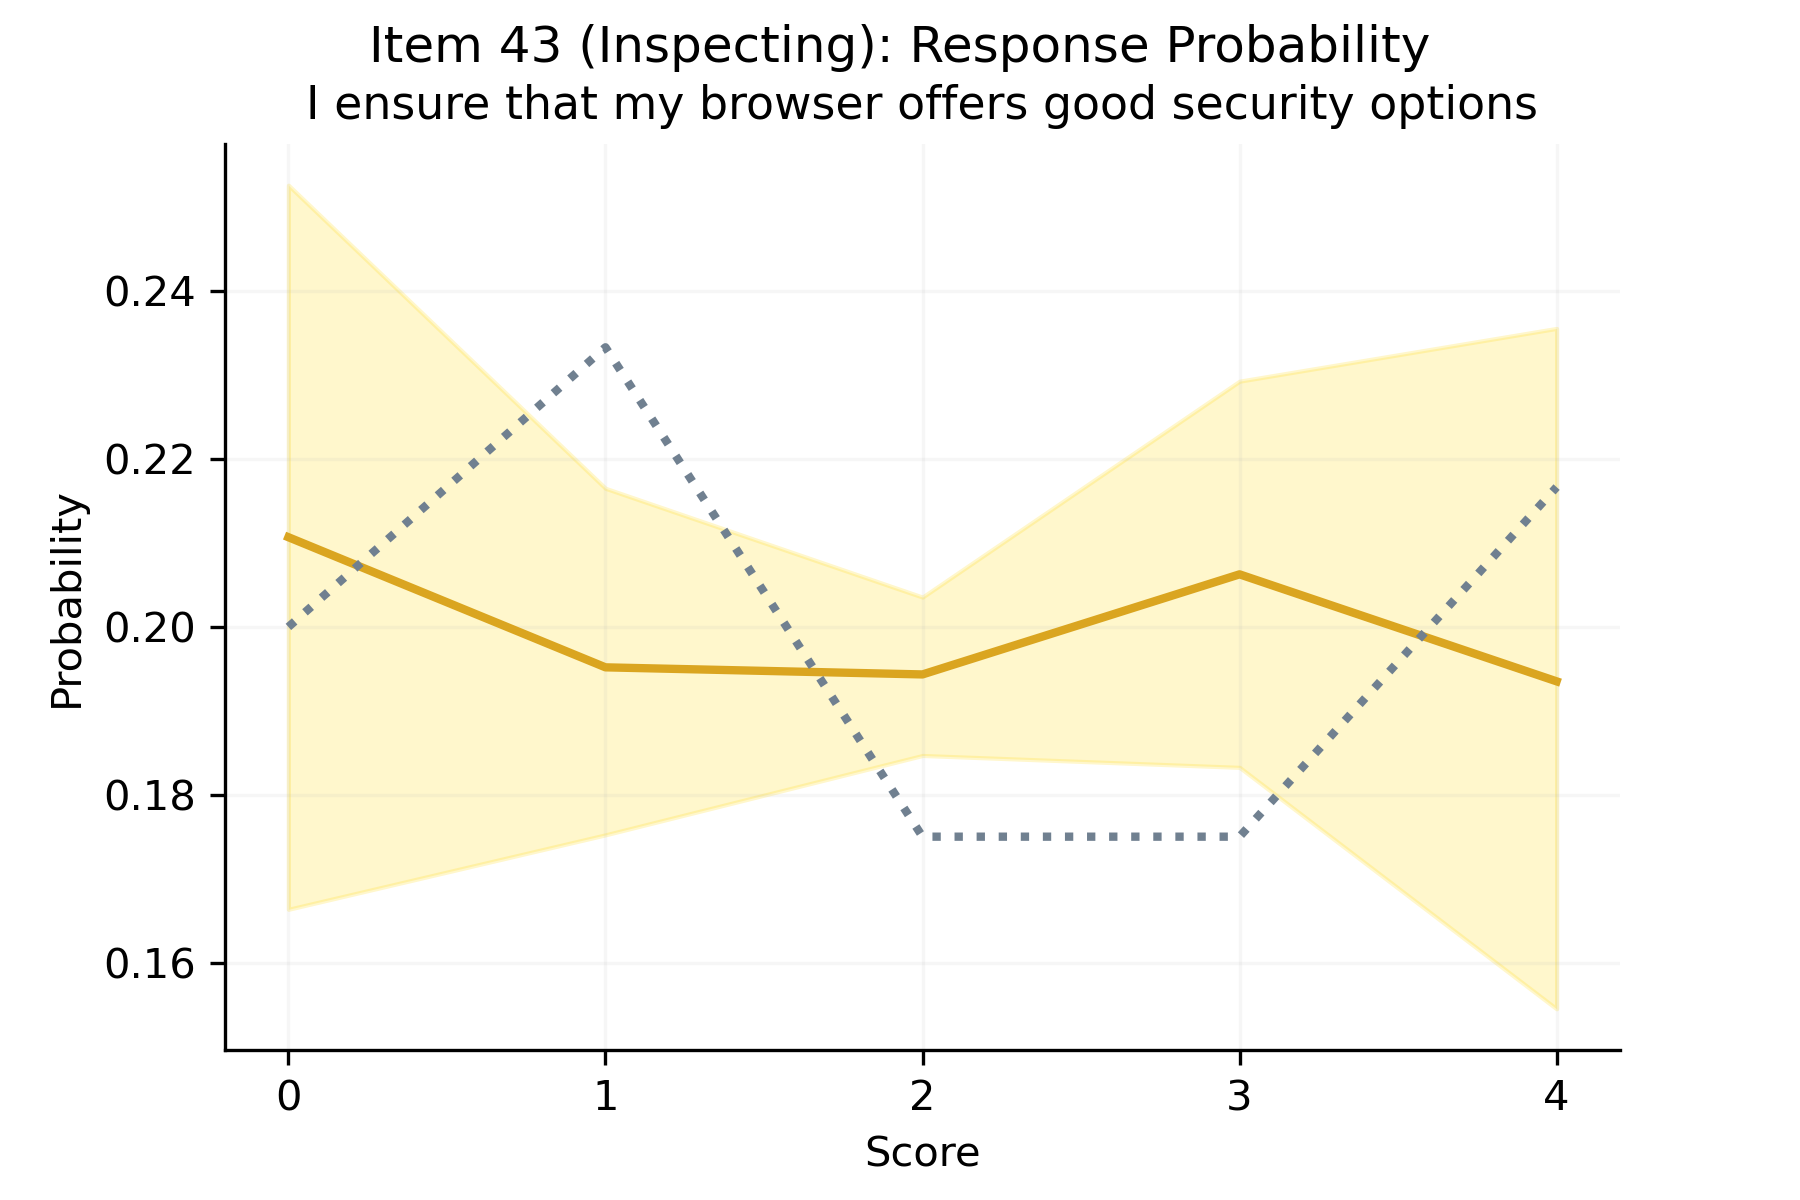 Item 43 (Inspecting): Response Probability
I ensure that my browser offers good security options
0.24
0.22
0.20
0.18
0.16
Probability
0 1 2 3 4
Score